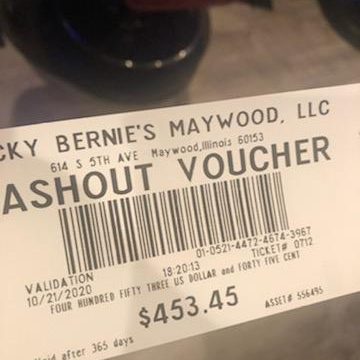 CKY BERNIE'S MAYWOOD, LLC
614 S 5TH AVE Maywood,Illinois 60153
ASHOUT VOUCHER
01-0521-4472-4674-3967
VALIDATION 18:20:13 TICKET# 0712
10/21/2020
FOUR HUNDRED FIFTY THREE US DOLLAR and FORTY FIVE CENT
$453.45
ASSET# 556495
after 365 days